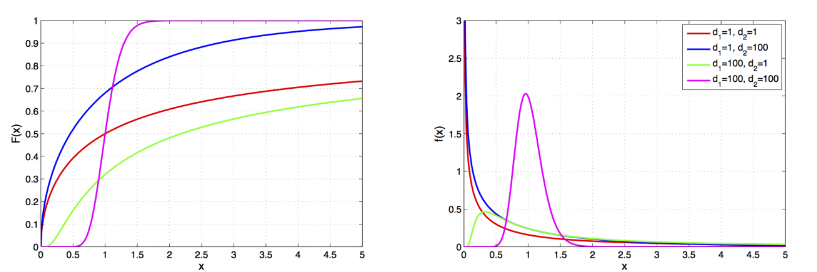 1
0.9
0.8
0.7
0.6
0.5
0.4
0.3
0.2
0.1
0
F(x)
0 0.5 1 1.5 2 2.5 3 3.5 4 4.5 5
x
3
2.5
2
1.5
1
0.5
0
f(x)
0 0.5 1 1.5 2 2.5 3 3.5 4 4.5 5
x
d1=1, d2=1
d1=1, d2=100
d1=100, d2=1
d1=100, d2=100